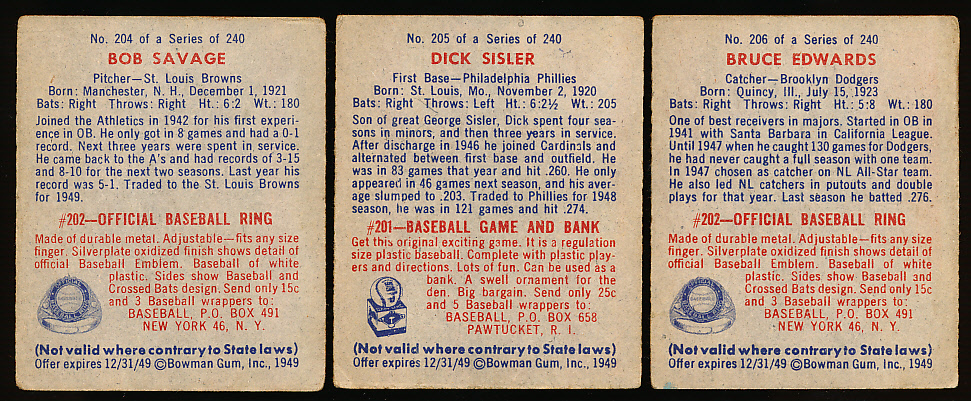 No. 204 of a Series of 240
BOB SAVAGE
Pitcher—St. Louis Browns
Born: Manchester, N. H., December 1, 1921
Bats: Right Throws: Right Ht.: 6:2 Wt.: 180
Joined the Athletics in 1942 for his first experi-
ence in OB. He only got in 8 games and had a 0-1
record. Next three years were spent in service.
He came back to the A's and had records of 3-15
and 8-10 for the next two seasons. Last year his
record was 5-1. Traded to the St. Louis Browns
for 1949.
#202—OFFICIAL BASEBALL RING
Made of durable metal. Adjustable—fits any size
finger. Silverplate oxidized finish shows detail of
official Baseball Emblem. Baseball of white
plastic. Sides show Baseball and
Crossed Bats design. Send only 15c
and 3 Baseball wrappers to:
BASEBALL, P.O. BOX 491
NEW YORK 46, N. Y.
(Not valid where contrary to State laws)
Offer expires 12/31/49 ©Bowman Gum, Inc., 1949
No. 205 of a Series of 240
DICK SISLER
First Base—Philadelphia Phillies
Born: St. Louis, Mo., November 2, 1920
Bats: Right Throws: Left Ht.: 6:2½ Wt.: 205
Son of great George Sisler, Dick spent four sea-
sons in minors, and then three years in service.
After discharge in 1946 he joined Cardinals and
alternated between first base and outfield. He
was in 83 games that year and hit .260. He only
appeared in 46 games next season, and his aver-
age slumped to .203. Traded to Phillies for 1948
season, he was in 121 games and hit .274.
#201—BASEBALL GAME AND BANK
Get this original exciting game. It is a regulation
size plastic baseball. Complete with plastic play-
ers and directions. Lots of fun. Can be used as a
bank. A swell ornament for
the den. Big bargain. Send only 25c
and 5 Baseball wrappers to:
BASEBALL, P.O. BOX 658
PAWTUCKET, R. I.
(Not valid where contrary to State laws)
Offer expires 12/31/49 ©Bowman Gum, Inc., 1949
No. 206 of a Series of 240
BRUCE EDWARDS
Catcher—Brooklyn Dodgers
Born: Quincy, Ill., July 15, 1923
Bats: Right Throws: Right Ht.: 5:8 Wt.: 180
One of best receivers in majors. Started in OB in
1941 with Santa Barbara in California League.
Until 1947 when he caught 130 games for Dodgers,
he had never caught a full season with one team.
In 1947 chosen as catcher on NL All-Star team.
He also led NL catchers in putouts and double
plays for that year. Last season he batted .276.
#202—OFFICIAL BASEBALL RING
Made of durable metal. Adjustable—fits any size
finger. Silverplate oxidized finish shows detail of
official Baseball Emblem. Baseball of white
plastic. Sides show Baseball and
Crossed Bats design. Send only 15c
and 3 Baseball wrappers to:
BASEBALL, P.O. BOX 491
NEW YORK 46, N. Y.
(Not valid where contrary to State laws)
Offer expires 12/31/49 ©Bowman Gum, Inc., 1949